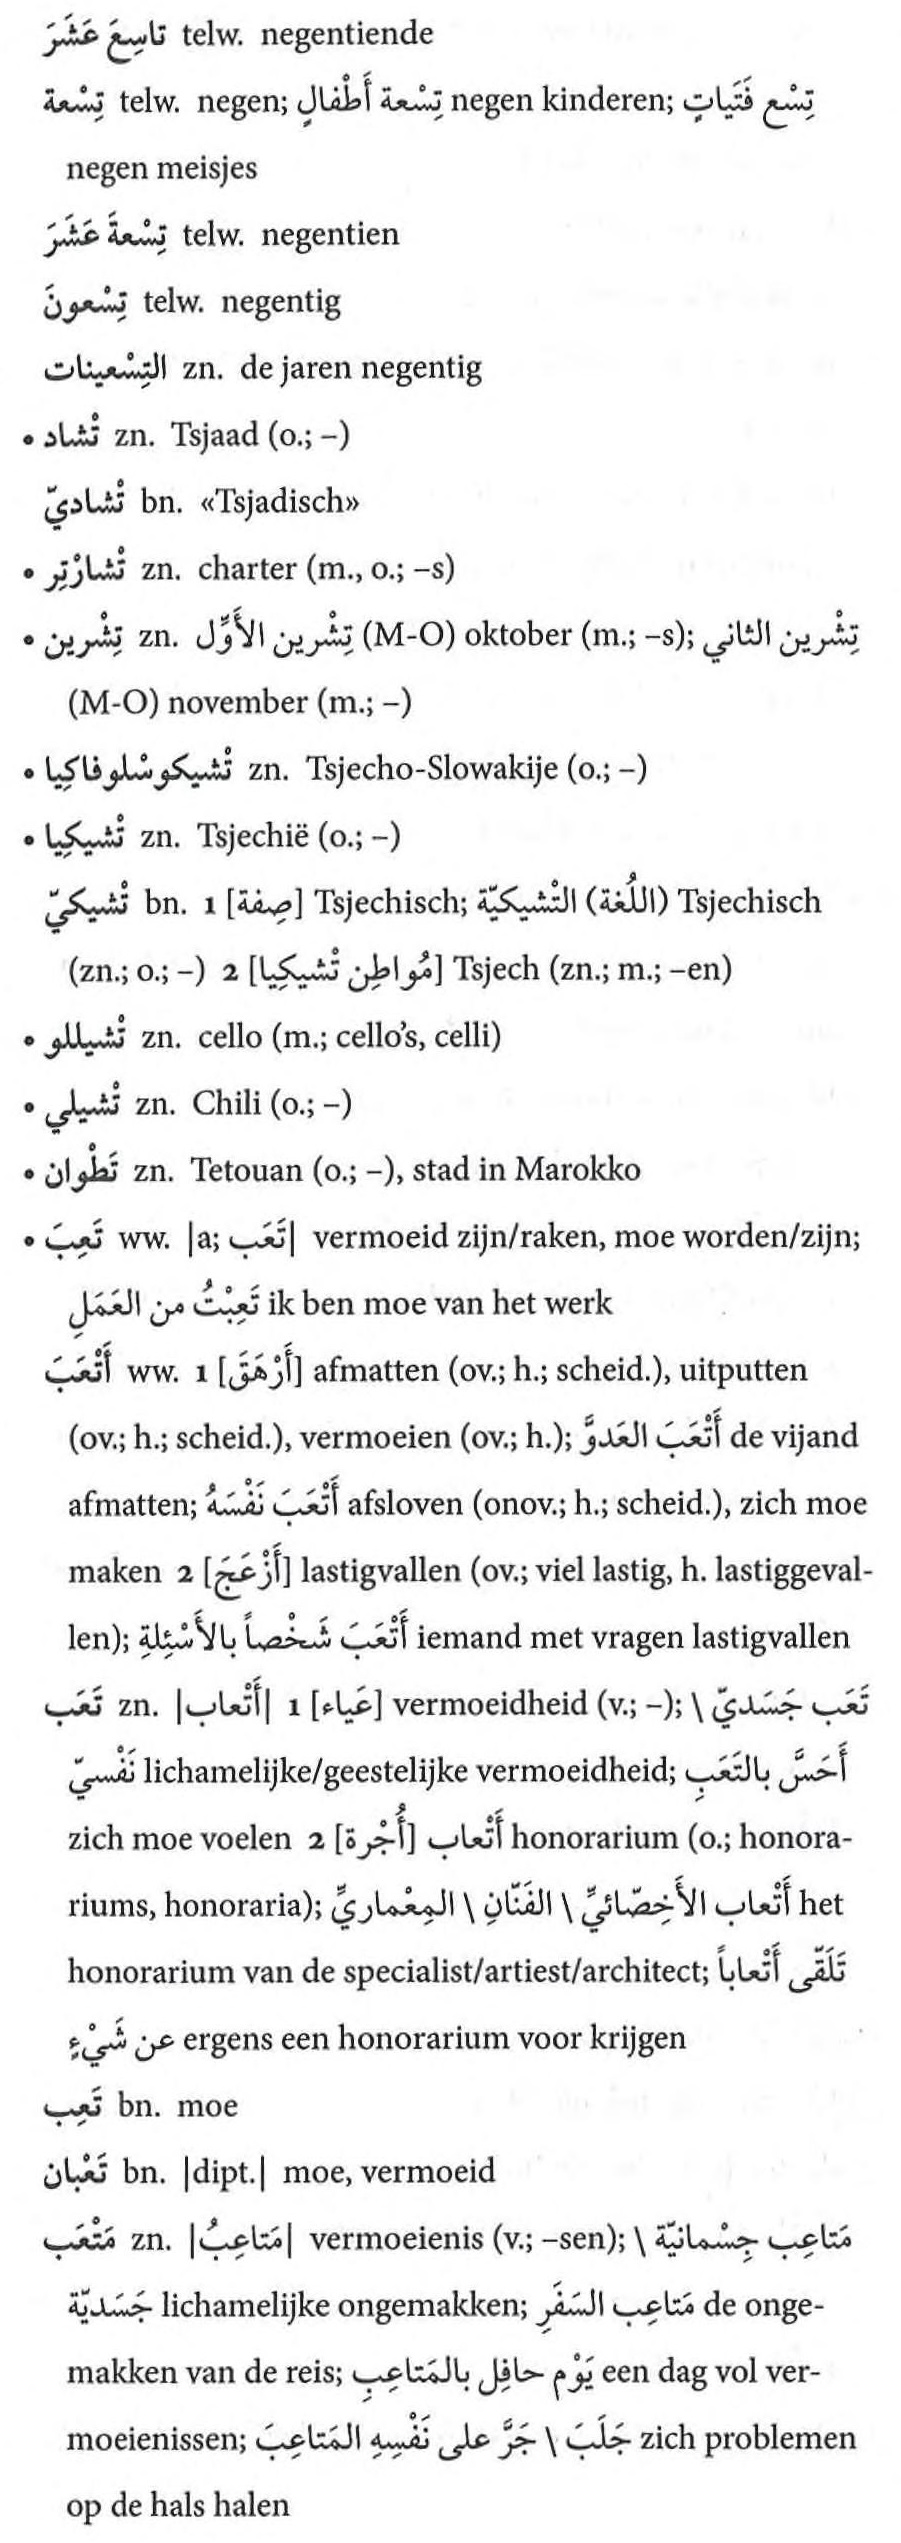 تاسِعَ عَشَرَ telw. negentiende
تِسْعة telw. negen; تِسْعة أَطْفالٍ negen kinderen; تِسْع فَتَياتٍ
negen meisjes
تِسْعةَ عَشَرَ telw. negentien
تِسْعونَ telw. negentig
التِسْعينات zn. de jaren negentig
• تْشاد zn. Tsjaad (o.; –)
تْشاديّ bn. «Tsjadisch»
• تْشارْتِر zn. charter (m., o.; –s)
• تِشْرين zn. تِشْرين الأَوَّل (M-O) oktober (m.; –s); تِشْرين الثاني
(M-O) november (m.; –)
• تْشيكوسْلوفاكِيا zn. Tsjecho-Slowakije (o.; –)
• تْشيكِيا zn. Tsjechië (o.; –)
تْشيكيّ bn. 1 [صِفة] Tsjechisch; (اللُغة) التْشيكيّة Tsjechisch
(zn.; o.; –) 2 [مُواطِن تْشيكِيا] Tsjech (zn.; m.; –en)
• تْشيللو zn. cello (m.; cello's, celli)
• تْشيلي zn. Chili (o.; –)
• تَطْوان zn. Tetouan (o.; –), stad in Marokko
• تَعِبَ ww. |a; تَعَب| vermoeid zijn/raken, moe worden/zijn;
تَعِبْتُ من العَمَلِ ik ben moe van het werk
أَتْعَبَ ww. 1 [أَرْهَقَ] afmatten (ov.; h.; scheid.), uitputten
(ov.; h.; scheid.), vermoeien (ov.; h.); أَتْعَبَ العَدوَّ de vijand
afmatten; أَتْعَبَ نَفْسَهُ afsloven (onov.; h.; scheid.), zich moe
maken 2 [أَزْعَجَ] lastigvallen (ov.; viel lastig, h. lastiggeval-
len); أَتْعَبَ شَخْصاً بالأَسْئِلةِ iemand met vragen lastigvallen
تَعَب zn. |أَتْعاب| 1 [عَياء] vermoeidheid (v.; –); تَعَب جَسَديّ \
نَفْسيّ lichamelijke/geestelijke vermoeidheid; أَحَسَّ بالتَعَبِ
zich moe voelen 2 [أُجْرة] أَتْعاب honorarium (o.; honora-
riums, honoraria); أَتْعاب الأَخِصّائيِّ \ الفَنّانِ \ المِعْماريِّ het
honorarium van de specialist/artiest/architect; تَلَقّى أَتْعاباً
عن شَيْءٍ ergens een honorarium voor krijgen
تَعِب bn. moe
تَعْبان bn. |dipt.| moe, vermoeid
مَتْعَب zn. |مَتاعِبُ| vermoeienis (v.; –sen); مَتاعِب جِسْمانيّة \
جَسَديّة lichamelijke ongemakken; مَتاعِب السَفَرِ de onge-
makken van de reis; يَوْم حافِل بالمَتاعِبِ een dag vol ver-
moeienissen; جَلَبَ \ جَرَّ على نَفْسِهِ المَتاعِبَ zich problemen
op de hals halen